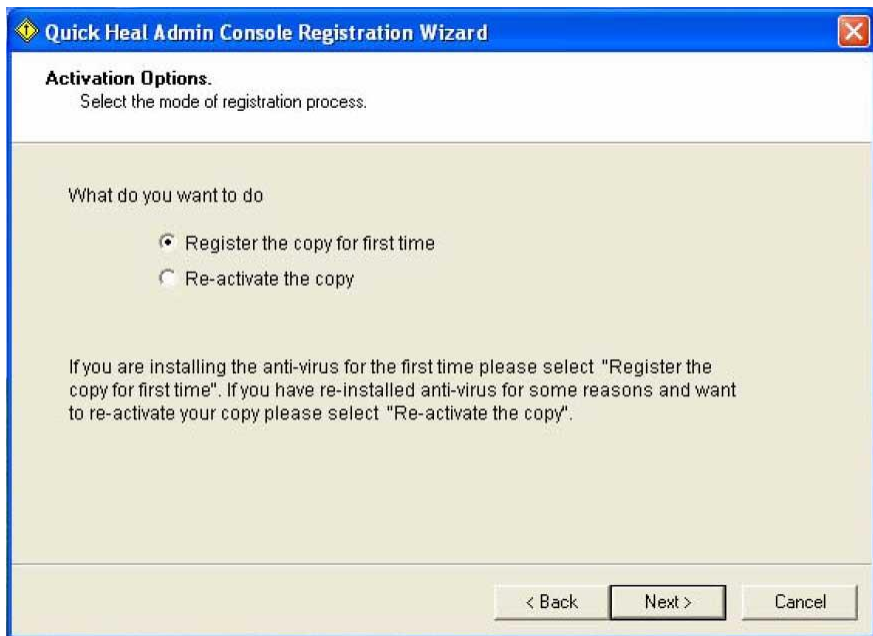 Quick Heal Admin Console Registration Wizard
Activation Options.
Select the mode of registration process.
What do you want to do
Register the copy for first time
Re-activate the copy
If you are installing the anti-virus for the first time please select "Register the
copy for first time". If you have re-installed anti-virus for some reasons and want
to re-activate your copy please select "Re-activate the copy".
< Back
Next >
Cancel